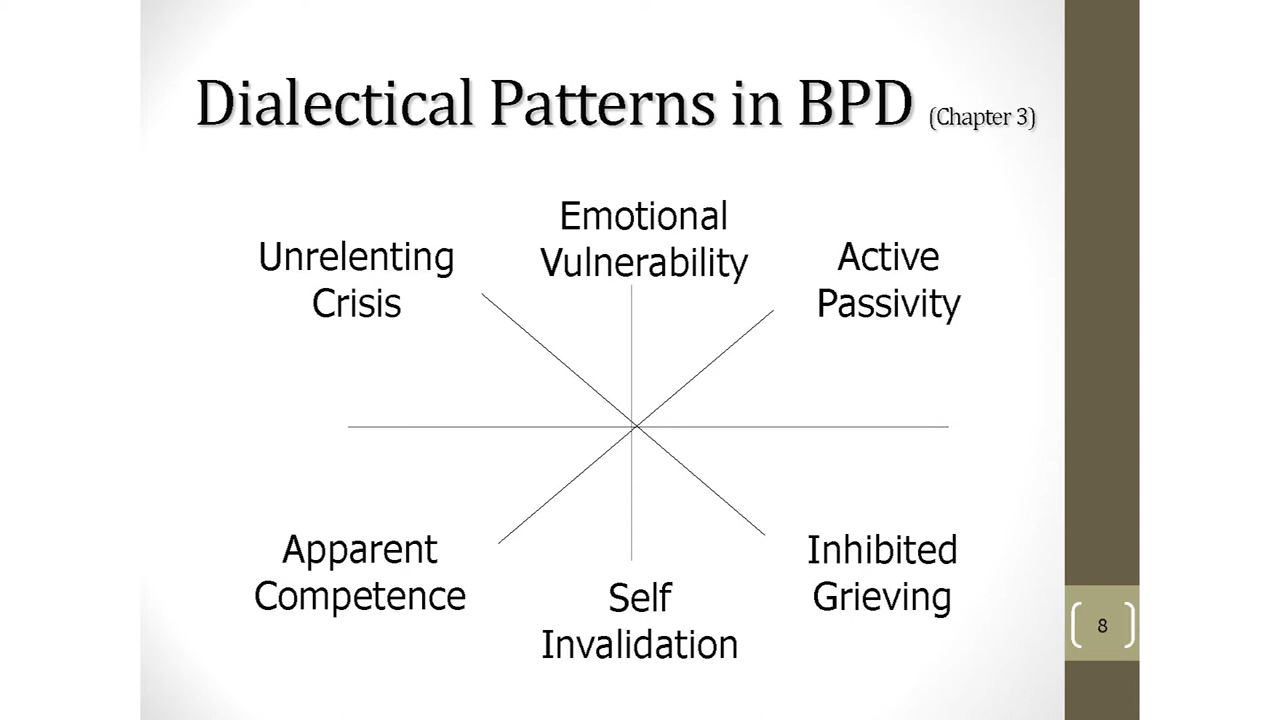 Dialectical Patterns in BPD (Chapter 3)
Emotional
Vulnerability
Unrelenting
Crisis
Active
Passivity
Apparent
Competence
Self
Invalidation
Inhibited
Grieving
8